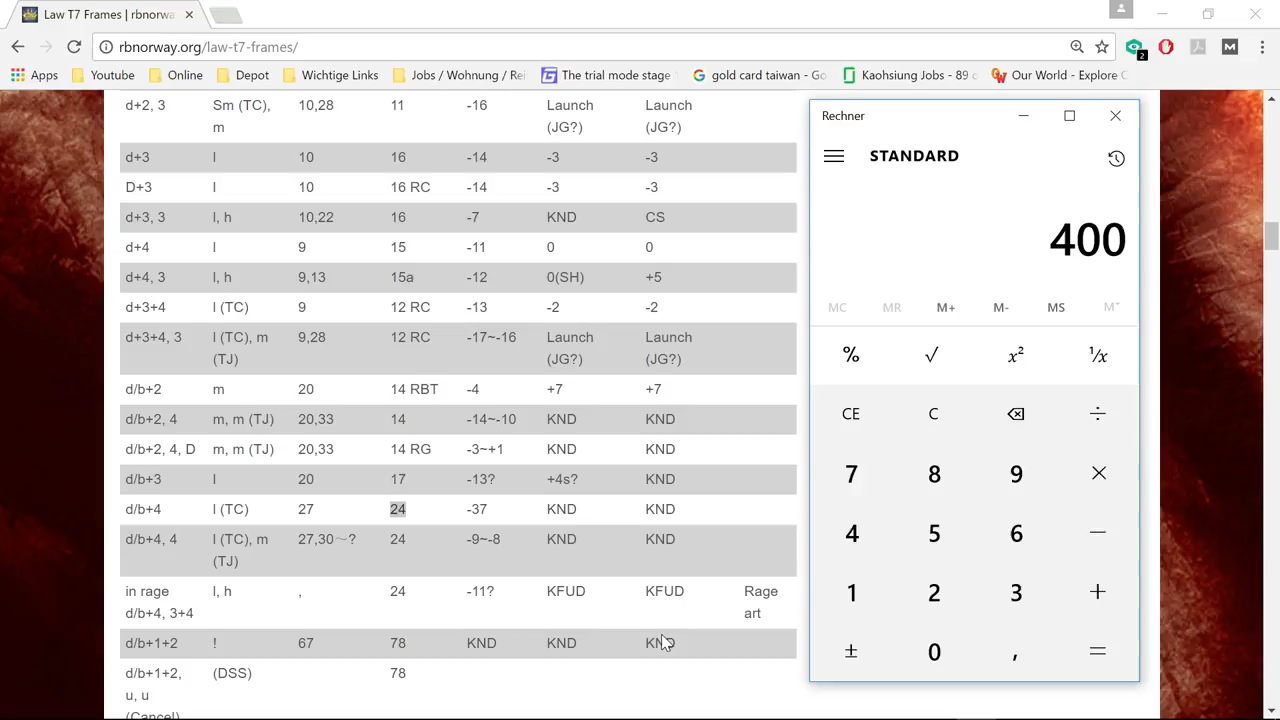 Law T7 Frames | rbnorwa
rbnorway.org/law-t7-frames/
2
M
Apps Youtube Online Depot Wichtige Links Jobs / Wohnung / Rei The trial mode stage gold card taiwan - Go Kaohsiung Jobs - 89 Our World - Explore
d+2, 3 Sm (TC), 10,28 11 -16 Launch Launch
m (JG?) (JG?)
d+3 l 10 16 -14 -3 -3
D+3 l 10 16 RC -14 -3 -3
d+3, 3 l, h 10,22 16 -7 KND CS
d+4 l 9 15 -11 0 0
d+4, 3 l, h 9,13 15a -12 0(SH) +5
d+3+4 l (TC) 9 12 RC -13 -2 -2
d+3+4, 3 l (TC), m 9,28 12 RC -17~-16 Launch Launch
(TJ) (JG?) (JG?)
d/b+2 m 20 14 RBT -4 +7 +7
d/b+2, 4 m, m (TJ) 20,33 14 -14~-10 KND KND
d/b+2, 4, D m, m (TJ) 20,33 14 RG -3~+1 KND KND
d/b+3 l 20 17 -13? +4s? KND
d/b+4 l (TC) 27 24 -37 KND KND
d/b+4, 4 l (TC), m 27,30～? 24 -9~-8 KND KND
(TJ)
in rage l, h , 24 -11? KFUD KFUD Rage
d/b+4, 3+4 art
d/b+1+2 ! 67 78 KND KND KND
d/b+1+2, (DSS) 78
u, u
(Cancel)
Rechner
STANDARD
400
MC MR M+ M- MS M˅
% √ x² ¹/x
CE C ⌫ ÷
7 8 9 ×
4 5 6 −
1 2 3 +
± 0 , =